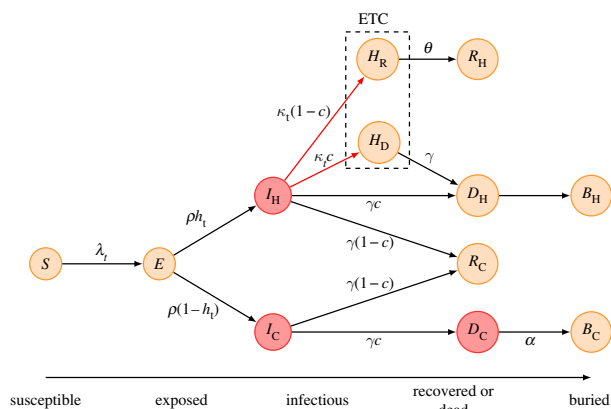 ETC
H_R
θ
R_H
κ_t(1−c)
H_D
κ_t c
γ
I_H
γc
D_H
B_H
ρh_t
γ(1−c)
S
λ_t
E
R_C
γ(1−c)
ρ(1−h_t)
I_C
γc
D_C
α
B_C
susceptible
exposed
infectious
recovered or
buried